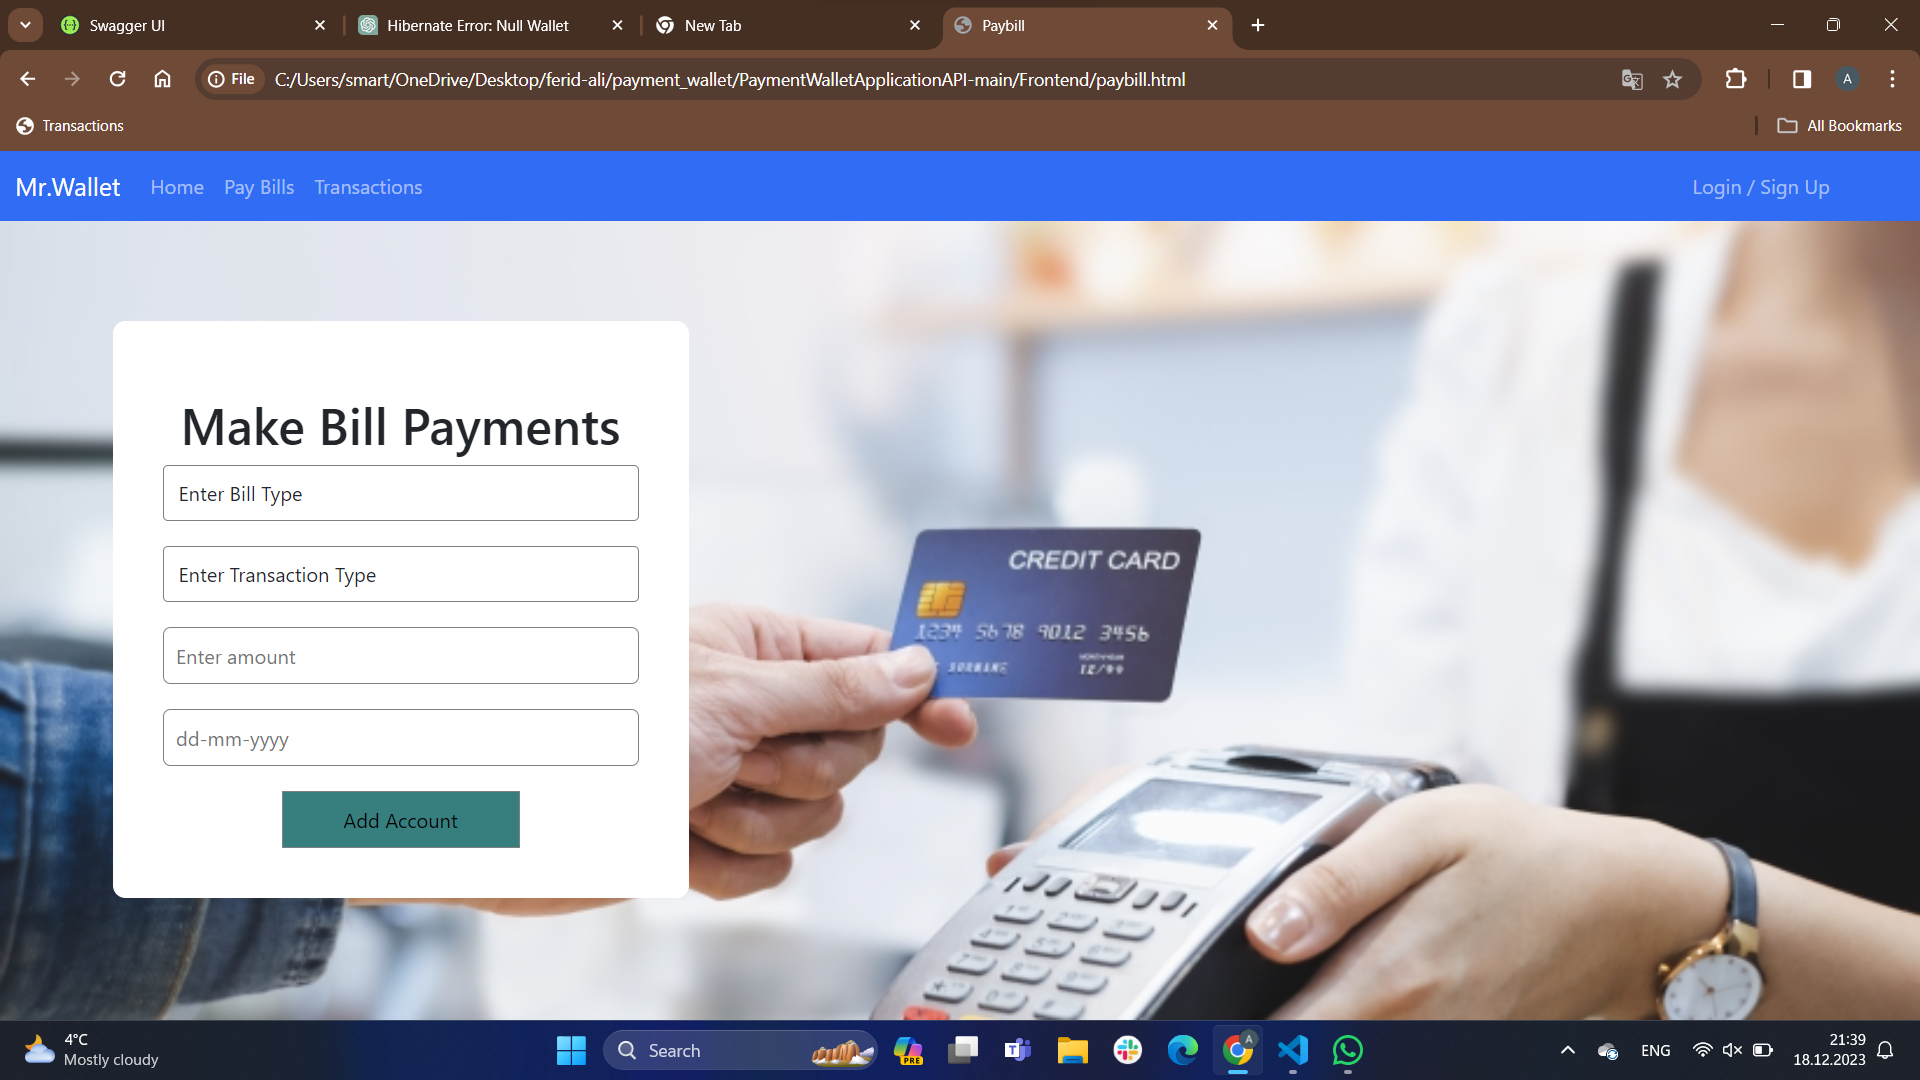 Swagger UI
Hibernate Error: Null Wallet
New Tab
Paybill
File
C:/Users/smart/OneDrive/Desktop/ferid-ali/payment_wallet/PaymentWalletApplicationAPI-main/Frontend/paybill.html
A
Transactions
All Bookmarks
Mr.Wallet
Home
Pay Bills
Transactions
Login / Sign Up
Make Bill Payments
Enter Bill Type
Enter Transaction Type
Enter amount
dd-mm-yyyy
Add Account
CREDIT CARD
1234 5678 9012 3456
SURNAME
12/99
4°C
Mostly cloudy
Search
PRE
A
ENG
21:39
18.12.2023